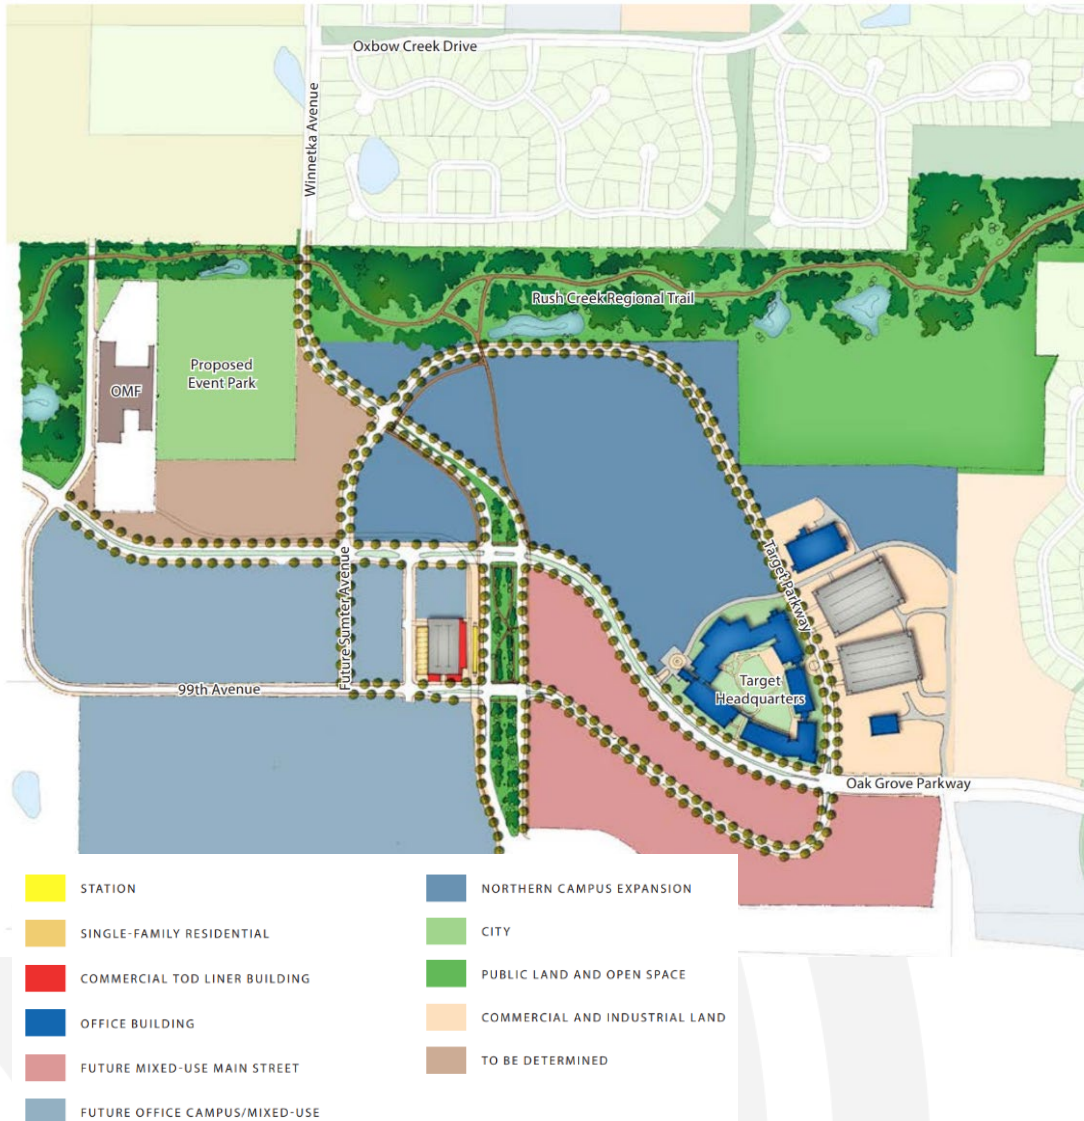 Oxbow Creek Drive
Winnetka Avenue
Rush Creek Regional Trail
Proposed
Event Park
OMF
Target Parkway
Future Sumter Avenue
99th Avenue
Target
Headquarters
Oak Grove Parkway
STATION
SINGLE-FAMILY RESIDENTIAL
COMMERCIAL TOD LINER BUILDING
OFFICE BUILDING
FUTURE MIXED-USE MAIN STREET
FUTURE OFFICE CAMPUS/MIXED-USE
NORTHERN CAMPUS EXPANSION
CITY
PUBLIC LAND AND OPEN SPACE
COMMERCIAL AND INDUSTRIAL LAND
TO BE DETERMINED